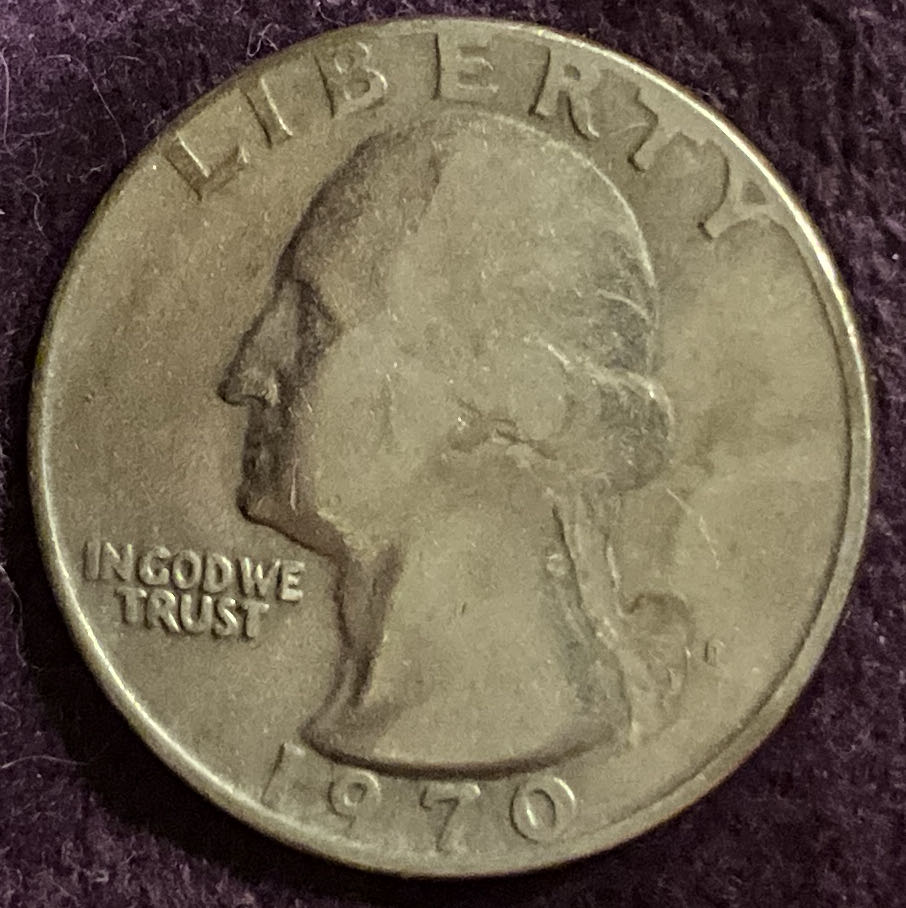 LIBERTY
IN GOD WE
TRUST
1970